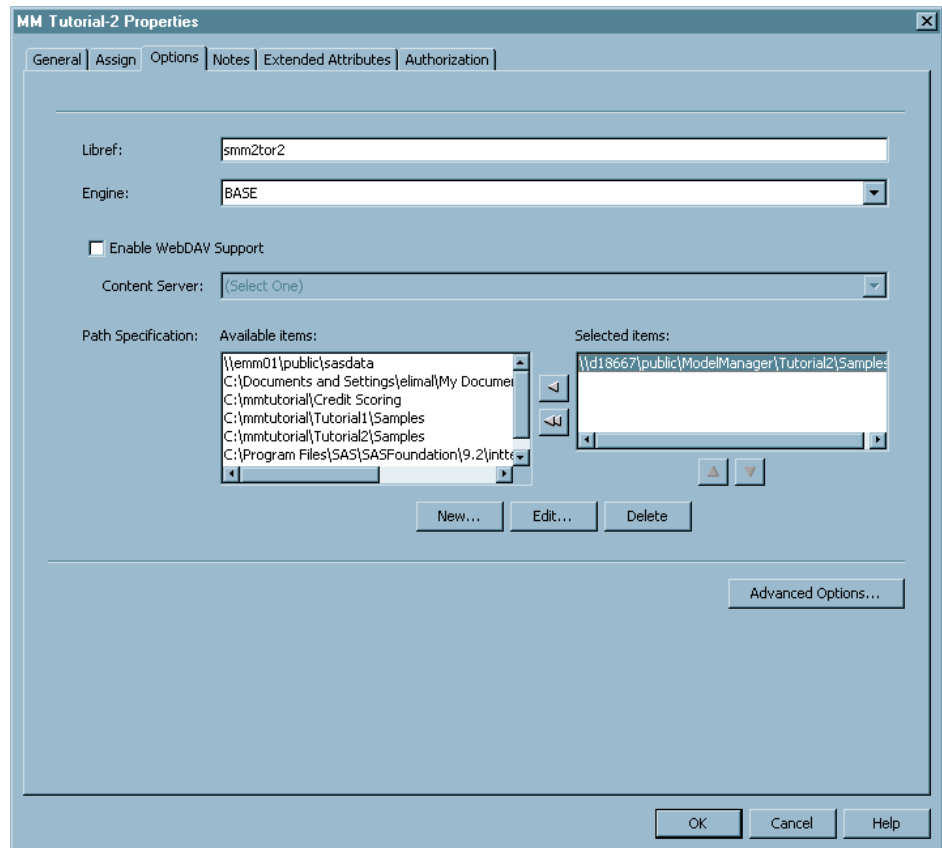 MM Tutorial-2 Properties
General Assign Options Notes Extended Attributes Authorization
Libref: smm2tor2
Engine: BASE
Enable WebDAV Support
Content Server: (Select One)
Path Specification: Available items: Selected items:
\\emm01\public\sasdata
C:\Documents and Settings\elimal\My Documen
C:\mmtutorial\Credit Scoring
C:\mmtutorial\Tutorial1\Samples
C:\mmtutorial\Tutorial2\Samples
C:\Program Files\SAS\SASFoundation\9.2\intte
\\d18667\public\ModelManager\Tutorial2\Samples
New... Edit... Delete
Advanced Options...
OK Cancel Help